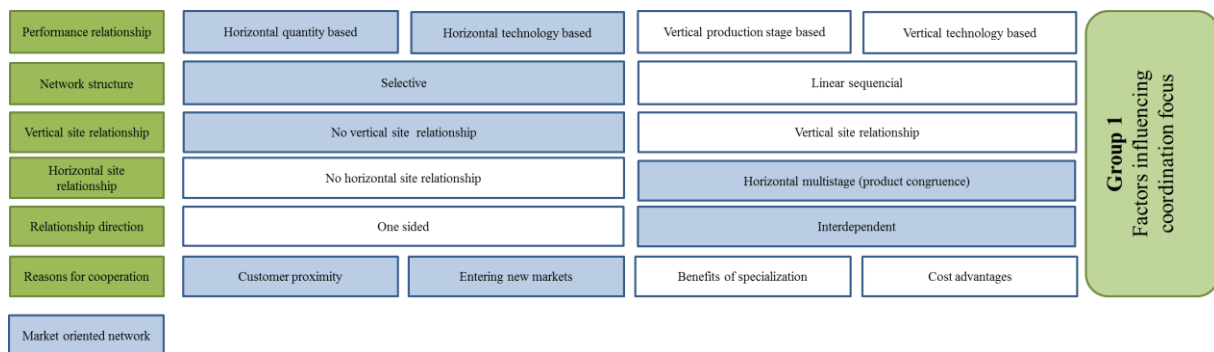 Performance relationship
Horizontal quantity based
Horizontal technology based
Vertical production stage based
Vertical technology based
Network structure
Selective
Linear sequencial
Vertical site relationship
No vertical site relationship
Vertical site relationship
Horizontal site
relationship
No horizontal site relationship
Horizontal multistage (product congruence)
Relationship direction
One sided
Interdependent
Reasons for cooperation
Customer proximity
Entering new markets
Benefits of specialization
Cost advantages
Group 1
Factors influencing
coordination focus
Market oriented network